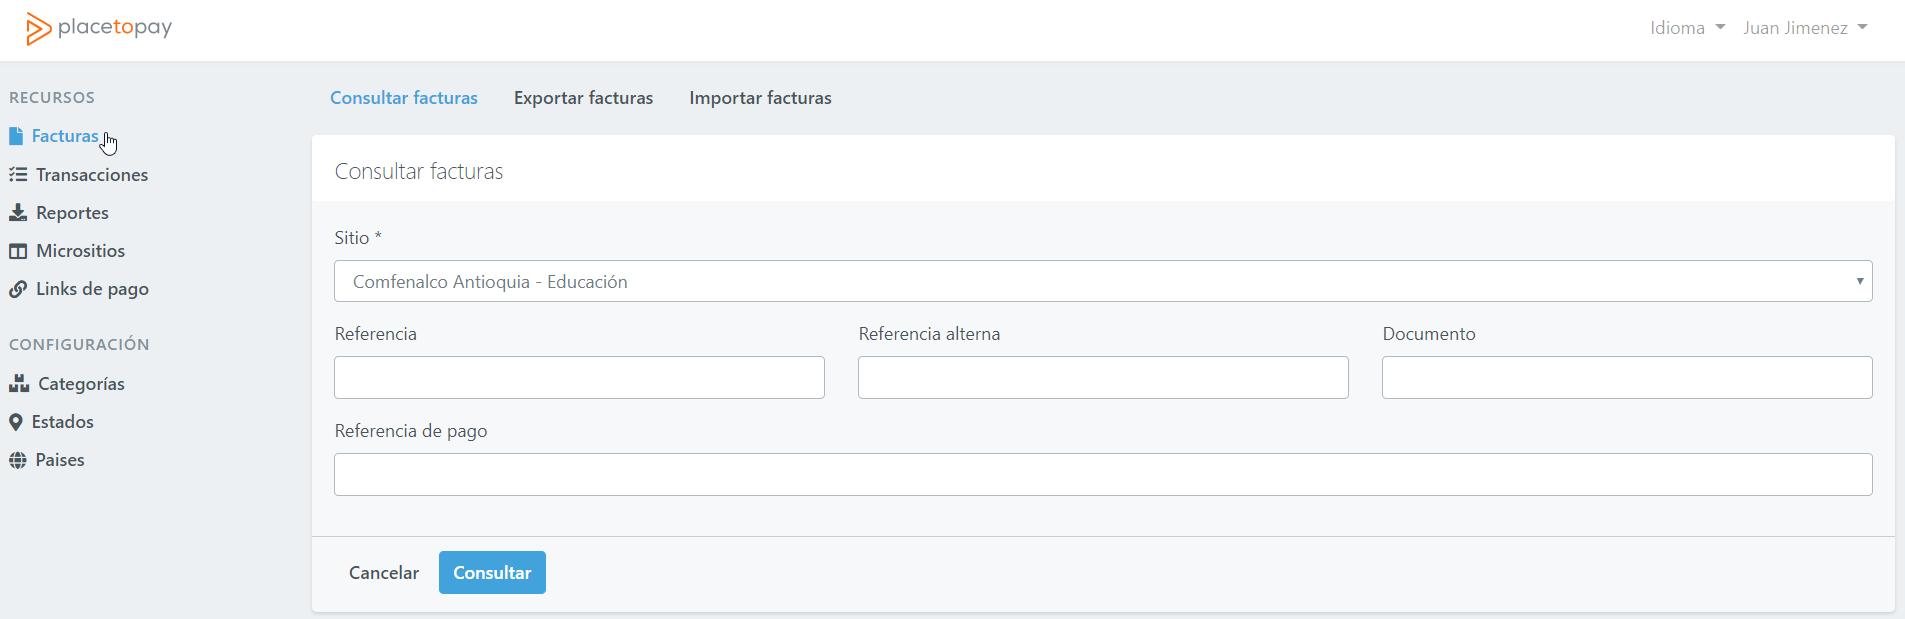 placetopay
Idioma Juan Jimenez
RECURSOS
Facturas
Transacciones
Reportes
Micrositios
Links de pago
CONFIGURACIÓN
Categorías
Estados
Paises
Consultar facturas Exportar facturas Importar facturas
Consultar facturas
Sitio *
Comfenalco Antioquia - Educación
Referencia Referencia alterna Documento
Referencia de pago
Cancelar Consultar